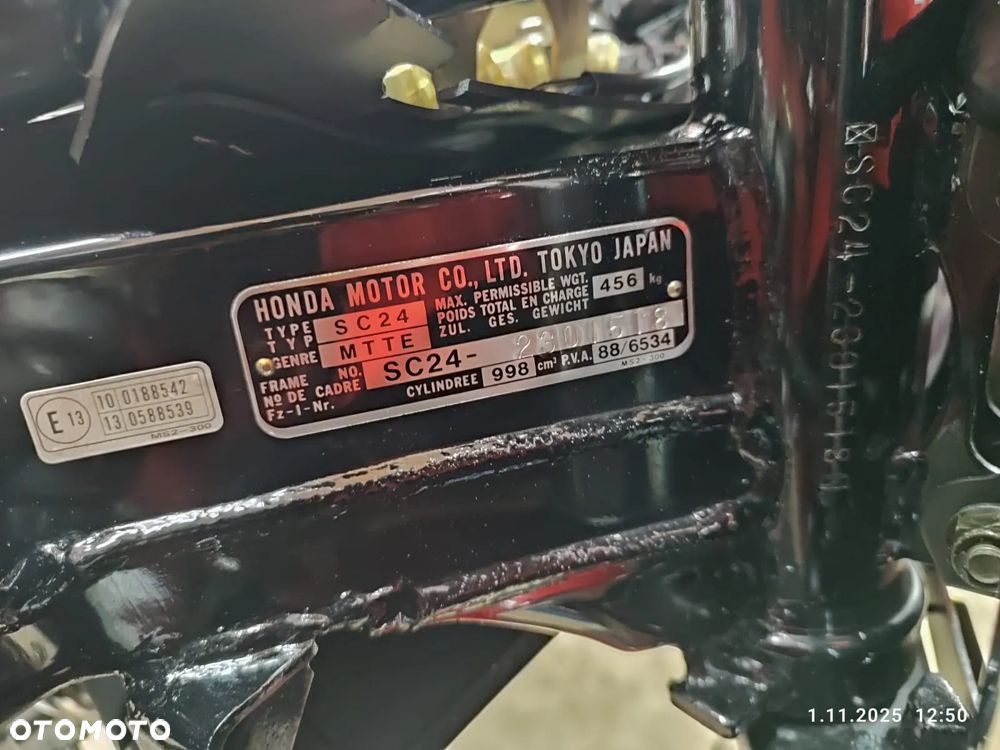 HONDA MOTOR CO., LTD. TOKYO JAPAN
TYPE SC24 MAX. PERMISSIBLE WGT.
TYP POIDS TOTAL EN CHARGE 456 kg
GENRE MTTE ZUL. GES. GEWICHT
FRAME NO.
Nº DE CADRE SC24-
Fz-I-Nr. CYLINDREE 998 cm³ P.V.A. 88/6534
MS2-300
E 13
10 0188542
13 0588539
MS2-300
SC24-
OTOMOTO
1.11.2025 12:50